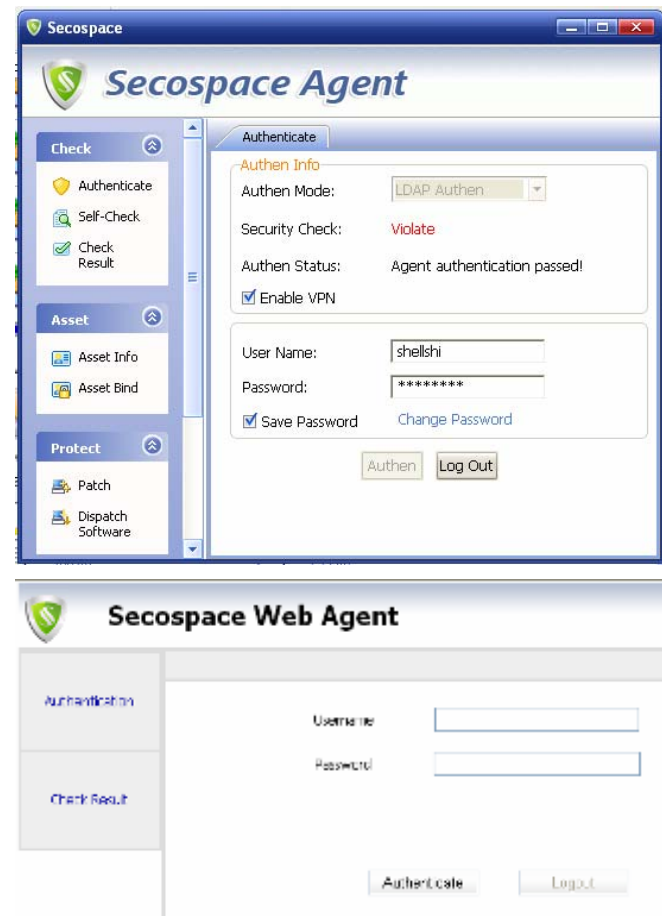 Secospace
Secospace Agent
Check
Authenticate
Self-Check
Check
Result
Asset
Asset Info
Asset Bind
Protect
Patch
Dispatch
Software
Authenticate
Authen Info
Authen Mode: LDAP Authen
Security Check: Violate
Authen Status: Agent authentication passed!
Enable VPN
User Name: shellshi
Password: ********
Save Password Change Password
Authen Log Out
Secospace Web Agent
Authentication
Check Result
Username
Password
Authenticate Logout